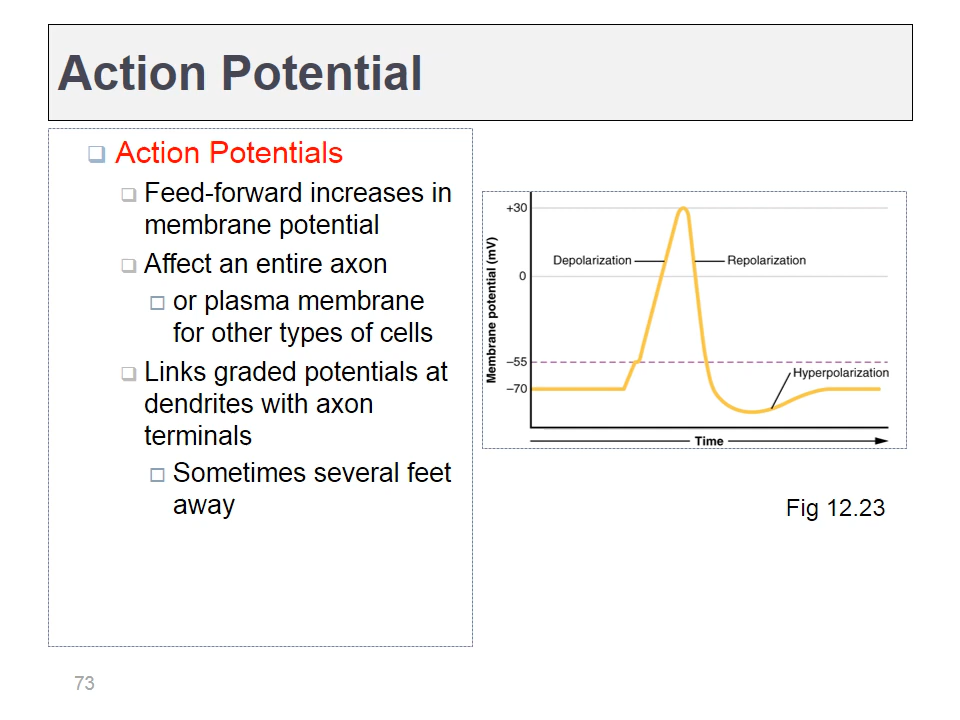 Action Potential
Action Potentials
Feed-forward increases in
membrane potential
Affect an entire axon
or plasma membrane
for other types of cells
Links graded potentials at
dendrites with axon
terminals
Sometimes several feet
away
Membrane potential (mV)
+30
0
–55
–70
Depolarization
Repolarization
Hyperpolarization
Time
Fig 12.23
73